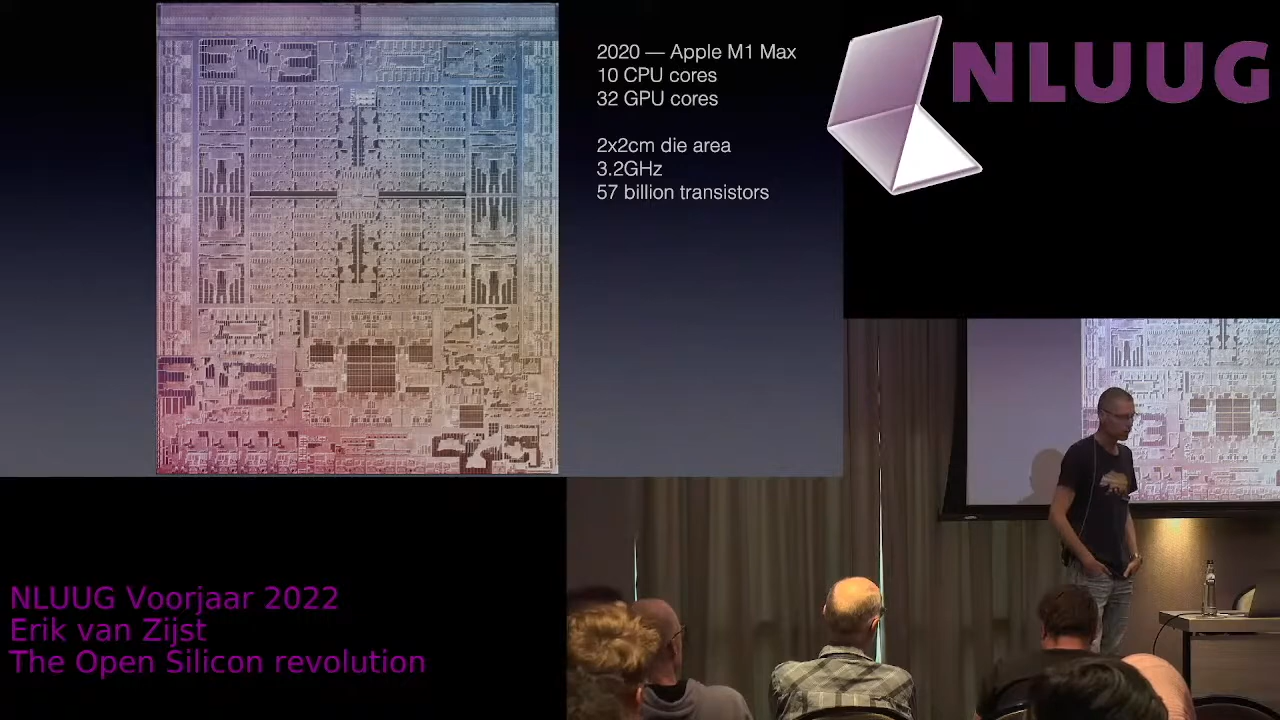 2020 — Apple M1 Max
10 CPU cores
32 GPU cores
2x2cm die area
3.2GHz
57 billion transistors
NLUUG
NLUUG Voorjaar 2022
Erik van Zijst
The Open Silicon revolution